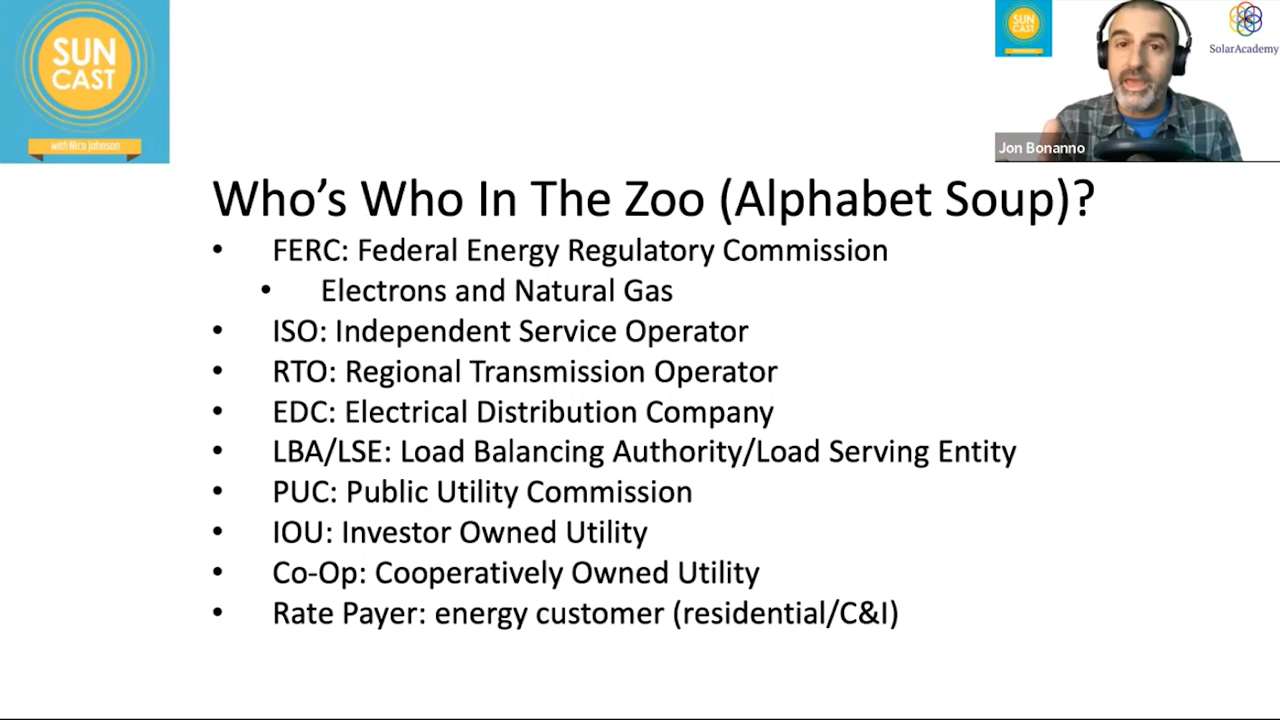 SUN
CAST
with Nico Johnson
SUN
CAST
SolarAcademy
Jon Bonanno
Who's Who In The Zoo (Alphabet Soup)?
• FERC: Federal Energy Regulatory Commission
• Electrons and Natural Gas
• ISO: Independent Service Operator
• RTO: Regional Transmission Operator
• EDC: Electrical Distribution Company
• LBA/LSE: Load Balancing Authority/Load Serving Entity
• PUC: Public Utility Commission
• IOU: Investor Owned Utility
• Co-Op: Cooperatively Owned Utility
• Rate Payer: energy customer (residential/C&I)